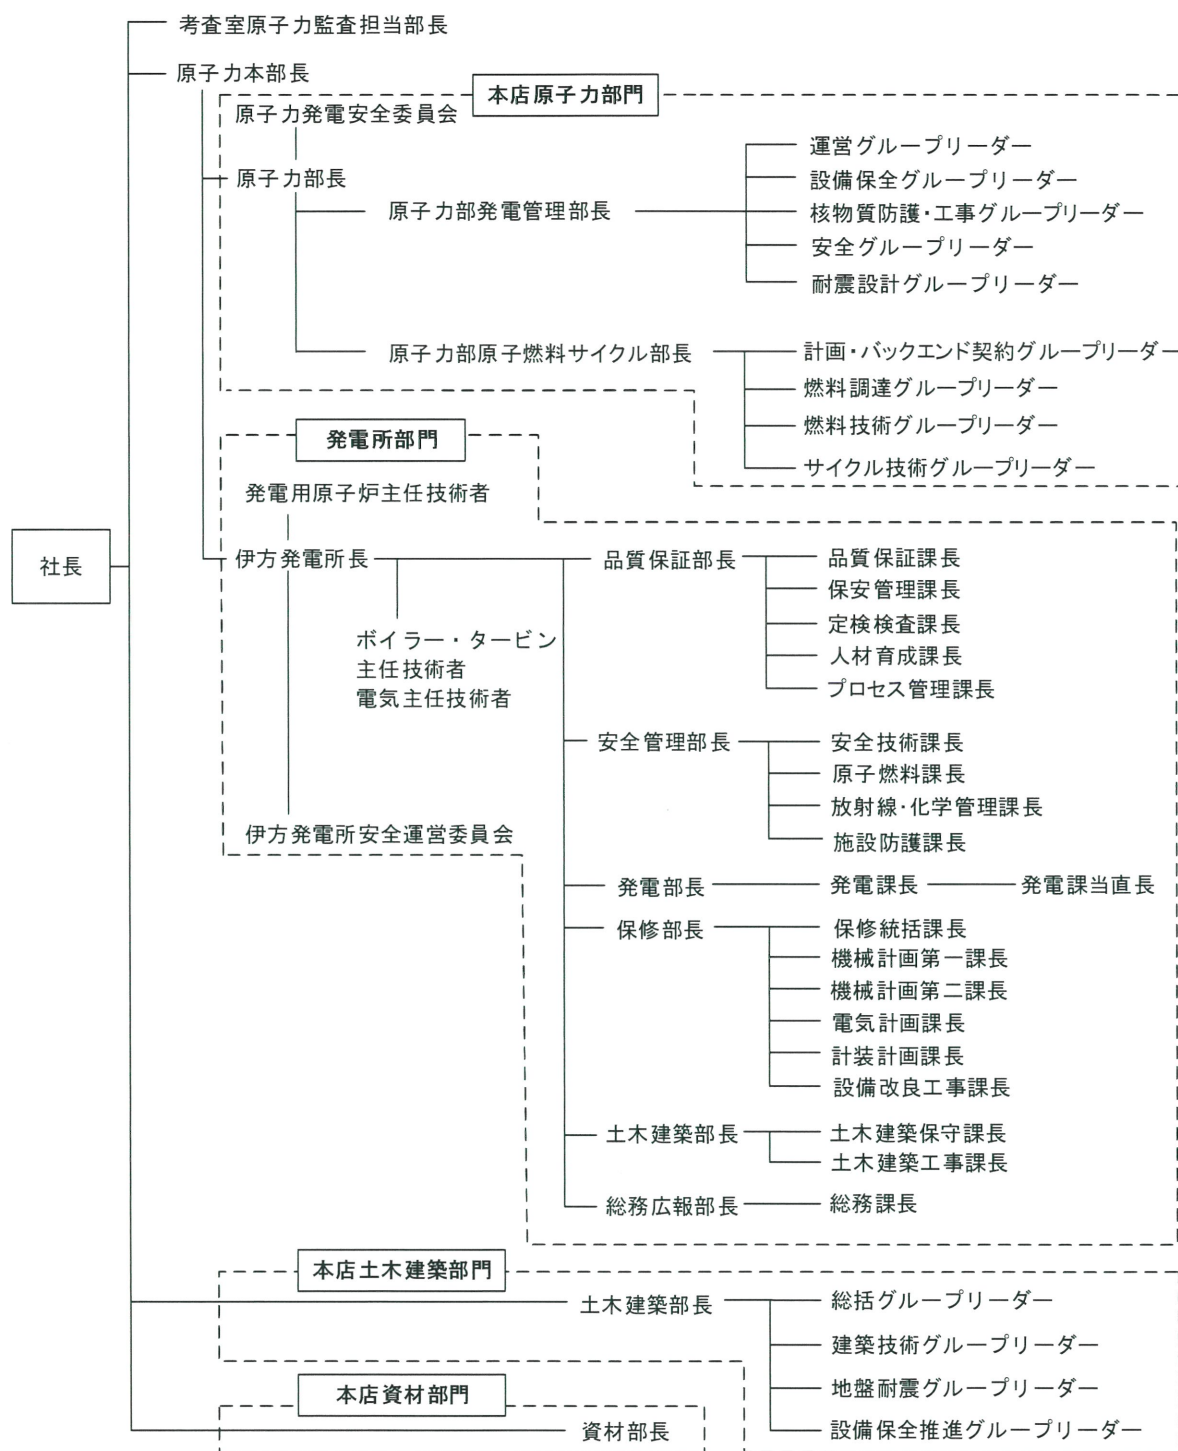 考査室原子力監査担当部長
原子力本部長
本店原子力部門
原子力発電安全委員会
原子力部長
原子力部発電管理部長
運営グループリーダー
設備保全グループリーダー
核物質防護・工事グループリーダー
安全グループリーダー
耐震設計グループリーダー
原子力部原子燃料サイクル部長
計画・バックエンド契約グループリーダー
燃料調達グループリーダー
燃料技術グループリーダー
サイクル技術グループリーダー
発電所部門
発電用原子炉主任技術者
社長
伊方発電所長
ボイラー・タービン
主任技術者
電気主任技術者
伊方発電所安全運営委員会
品質保証部長
品質保証課長
保安管理課長
定検検査課長
人材育成課長
プロセス管理課長
安全管理部長
安全技術課長
原子燃料課長
放射線・化学管理課長
施設防護課長
発電部長
発電課長
発電課当直長
保修部長
保修統括課長
機械計画第一課長
機械計画第二課長
電気計画課長
計装計画課長
設備改良工事課長
土木建築部長
土木建築保守課長
土木建築工事課長
総務広報部長
総務課長
本店土木建築部門
土木建築部長
総括グループリーダー
建築技術グループリーダー
地盤耐震グループリーダー
設備保全推進グループリーダー
本店資材部門
資材部長